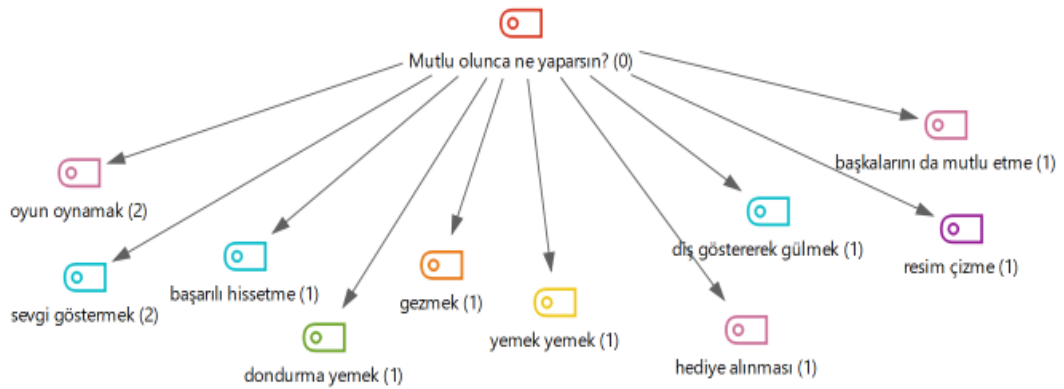 Mutlu olunca ne yaparsın? (0)
başkalarını da mutlu etme (1)
oyun oynamak (2)
diş göstererek gülmek (1)
resim çizme (1)
başarılı hissetme (1)
gezmek (1)
sevgi göstermek (2)
yemek yemek (1)
hediye alınması (1)
dondurma yemek (1)